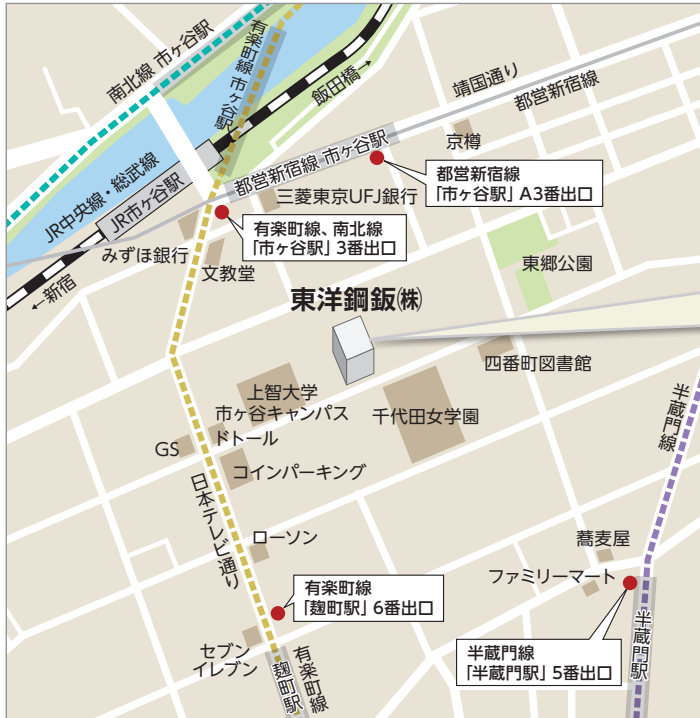 南北線 市ヶ谷駅
有楽町線 市ヶ谷駅
飯田橋→
靖国通り
都営新宿線
京樽
都営新宿線 市ヶ谷駅
都営新宿線
「市ヶ谷駅」A3番出口
JR中央線・総武線
JR市ヶ谷駅
三菱東京UFJ銀行
有楽町線、南北線
「市ヶ谷駅」3番出口
みずほ銀行
文教堂
東郷公園
←新宿
東洋鋼鈑㈱
四番町図書館
上智大学
市ヶ谷キャンパス
千代田女学園
半蔵門線
ドトール
GS
コインパーキング
日本テレビ通り
ローソン
蕎麦屋
ファミリーマート
有楽町線
「麹町駅」6番出口
セブン
イレブン
麹町駅
有楽町線
半蔵門線
「半蔵門駅」5番出口
半蔵門駅